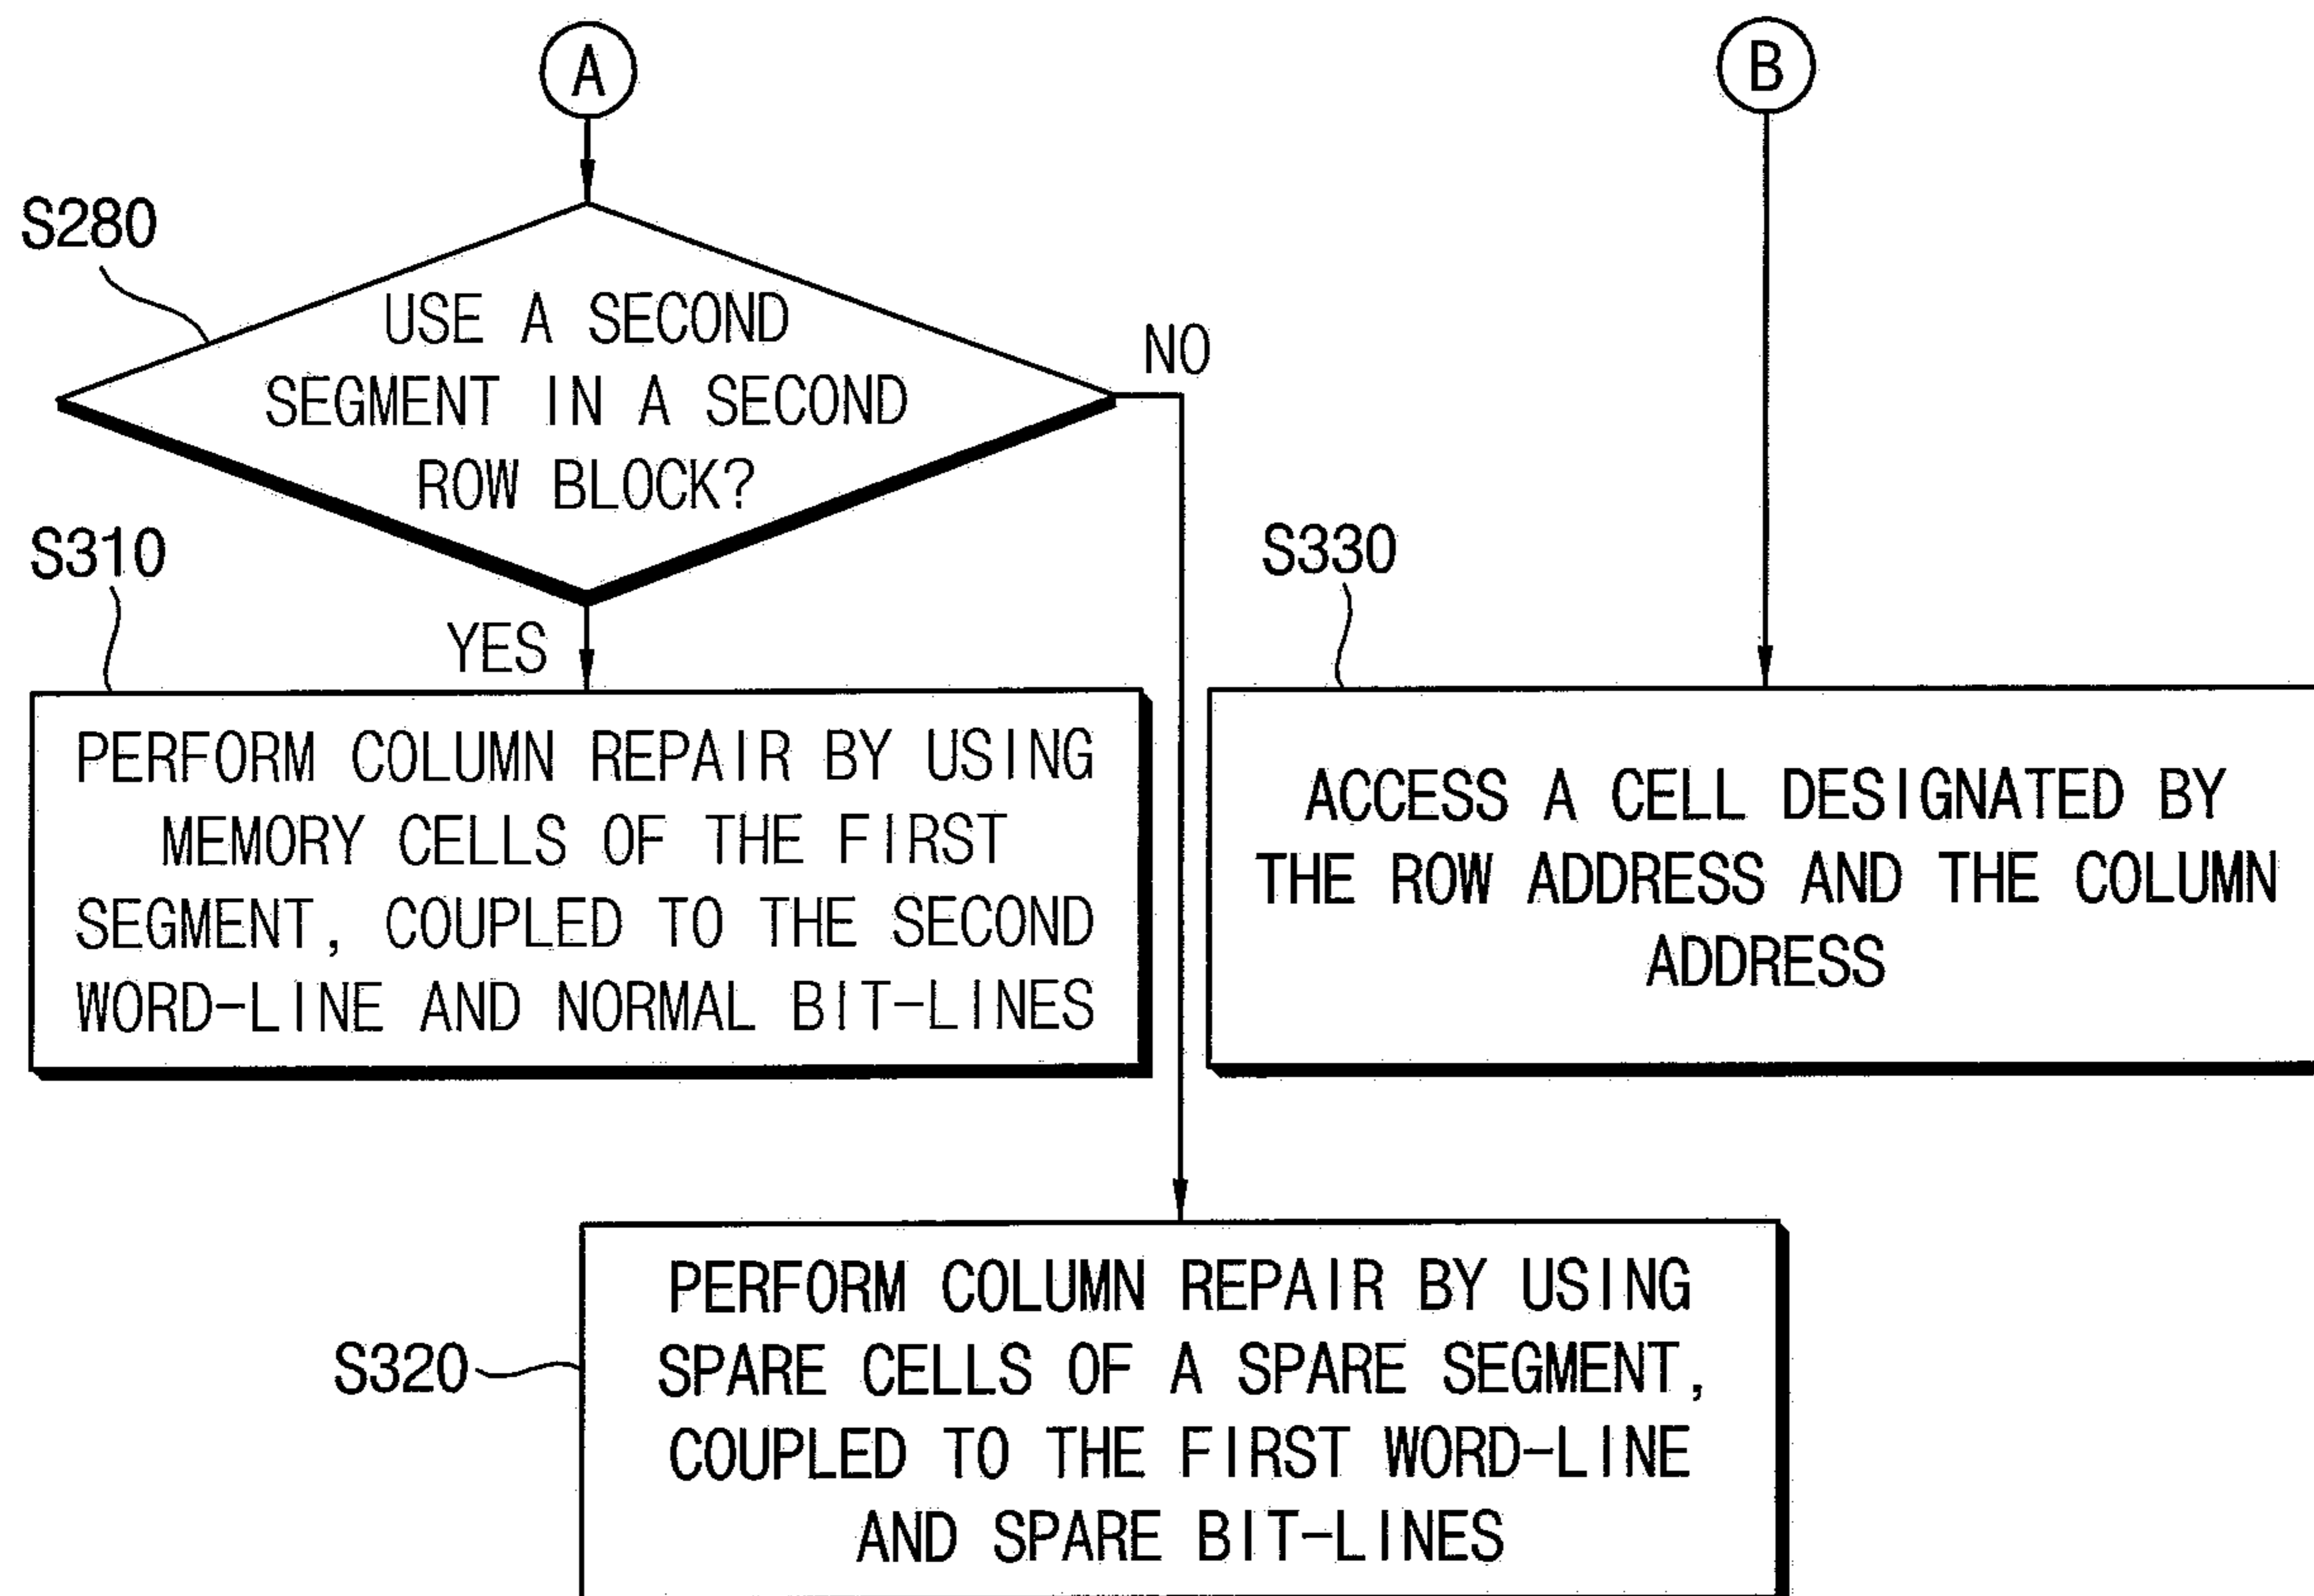 A
B
S280
USE A SECOND
SEGMENT IN A SECOND
ROW BLOCK?
NO
YES
S310
PERFORM COLUMN REPAIR BY USING
MEMORY CELLS OF THE FIRST
SEGMENT, COUPLED TO THE SECOND
WORD-LINE AND NORMAL BIT-LINES
S330
ACCESS A CELL DESIGNATED BY
THE ROW ADDRESS AND THE COLUMN
ADDRESS
S320
PERFORM COLUMN REPAIR BY USING
SPARE CELLS OF A SPARE SEGMENT,
COUPLED TO THE FIRST WORD-LINE
AND SPARE BIT-LINES